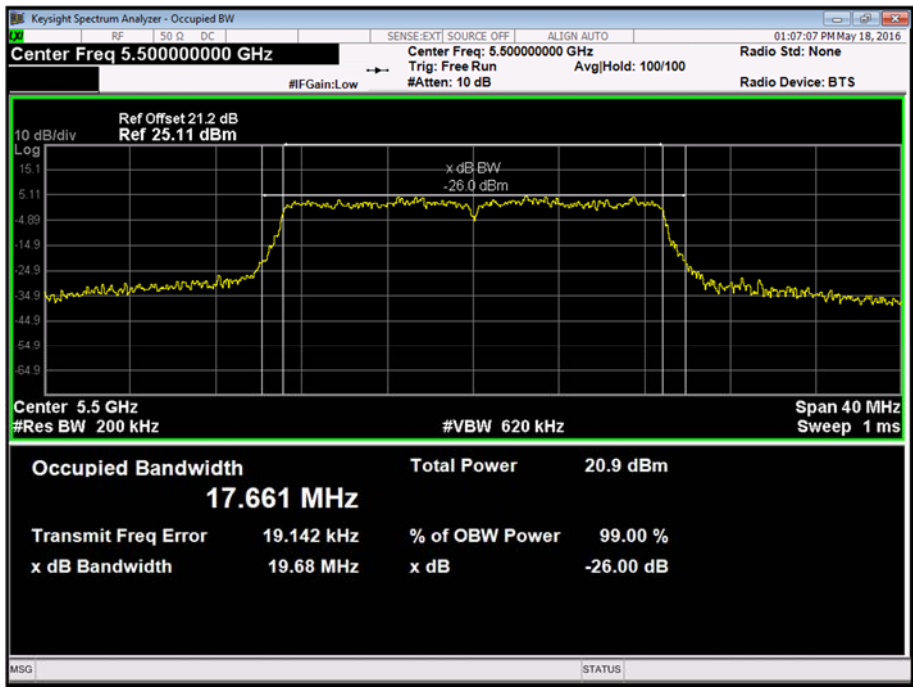 Keysight Spectrum Analyzer - Occupied BW
LXI RF 50 Ω DC SENSE:EXT SOURCE OFF ALIGN AUTO 01:07:07 PM May 18, 2016
Center Freq 5.500000000 GHz Center Freq: 5.500000000 GHz Radio Std: None
Trig: Free Run Avg|Hold: 100/100
#IFGain:Low #Atten: 10 dB Radio Device: BTS
Ref Offset 21.2 dB
10 dB/div Ref 25.11 dBm
Log
15.1
x dB BW
-26.0 dBm
5.11
-4.89
-14.9
-24.9
-34.9
-44.9
-54.9
-64.9
Center 5.5 GHz Span 40 MHz
#Res BW 200 kHz #VBW 620 kHz Sweep 1 ms
Occupied Bandwidth Total Power 20.9 dBm
17.661 MHz
Transmit Freq Error 19.142 kHz % of OBW Power 99.00 %
x dB Bandwidth 19.68 MHz x dB -26.00 dB
MSG STATUS